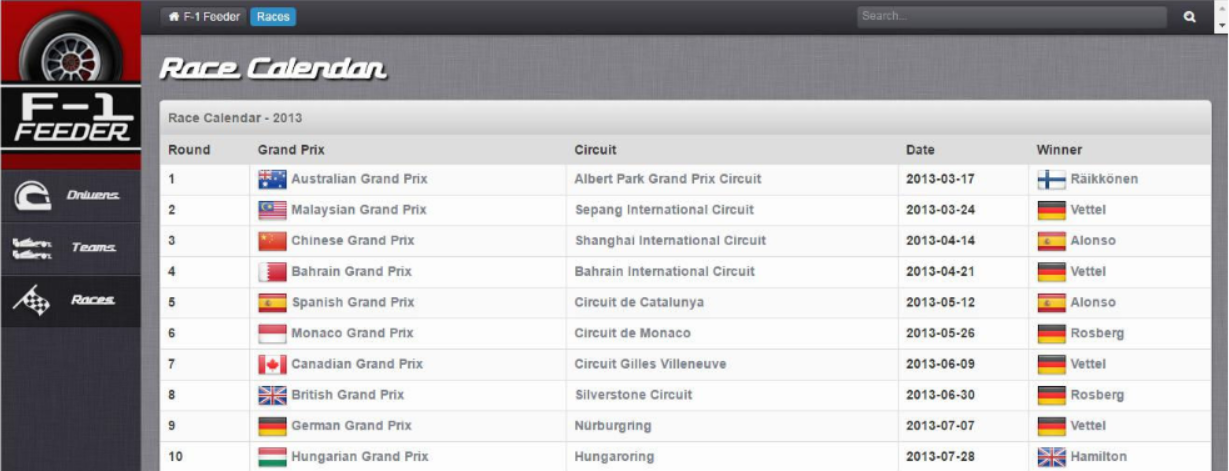 F-1 Feeder Races Search...
F-1
FEEDER
Drivers
Teams
Races
Race Calendar
Race Calendar - 2013
Round Grand Prix Circuit Date Winner
1 Australian Grand Prix Albert Park Grand Prix Circuit 2013-03-17 Räikkönen
2 Malaysian Grand Prix Sepang International Circuit 2013-03-24 Vettel
3 Chinese Grand Prix Shanghai International Circuit 2013-04-14 Alonso
4 Bahrain Grand Prix Bahrain International Circuit 2013-04-21 Vettel
5 Spanish Grand Prix Circuit de Catalunya 2013-05-12 Alonso
6 Monaco Grand Prix Circuit de Monaco 2013-05-26 Rosberg
7 Canadian Grand Prix Circuit Gilles Villeneuve 2013-06-09 Vettel
8 British Grand Prix Silverstone Circuit 2013-06-30 Rosberg
9 German Grand Prix Nürburgring 2013-07-07 Vettel
10 Hungarian Grand Prix Hungaroring 2013-07-28 Hamilton